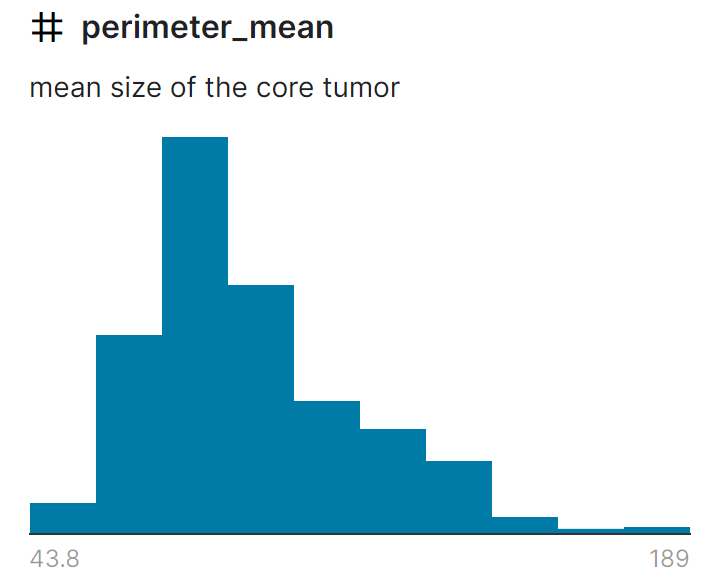 # perimeter_mean
mean size of the core tumor
43.8 189